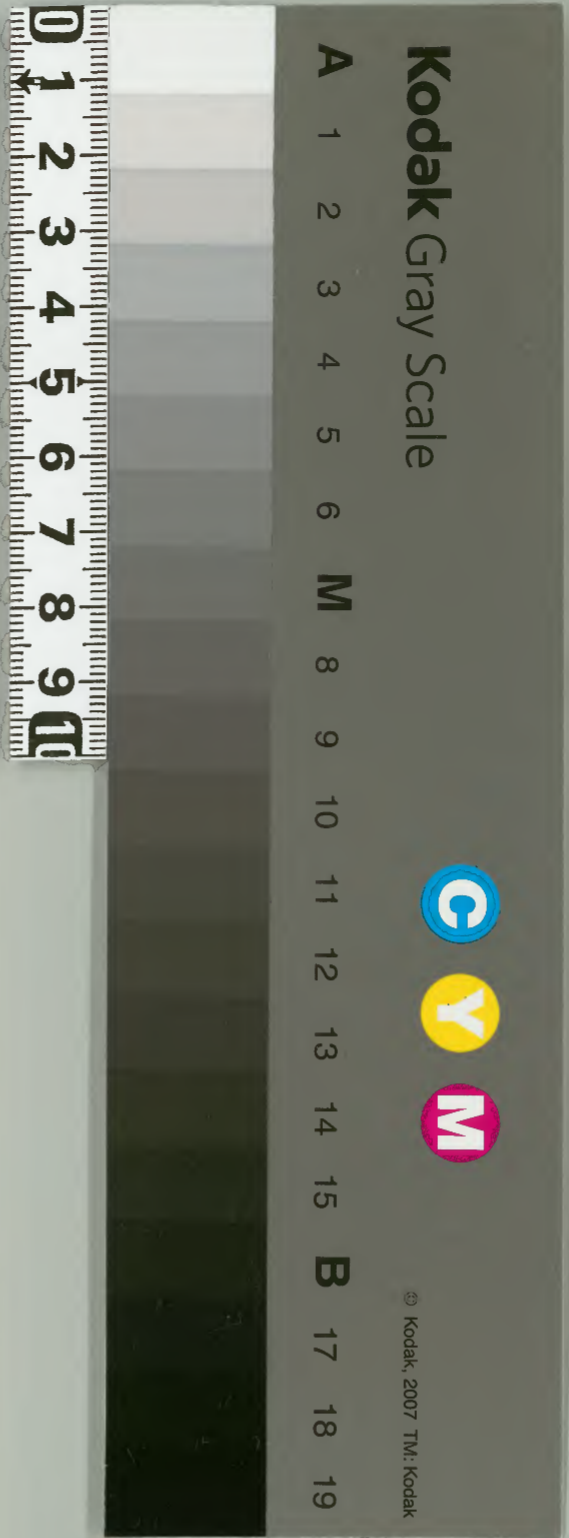 Kodak Gray Scale
C Y M
© Kodak, 2007 TM: Kodak
A 1 2 3 4 5 6 M 8 9 10 11 12 13 14 15 B 17 18 19
0 1 2 3 4 5 6 7 8 9 10